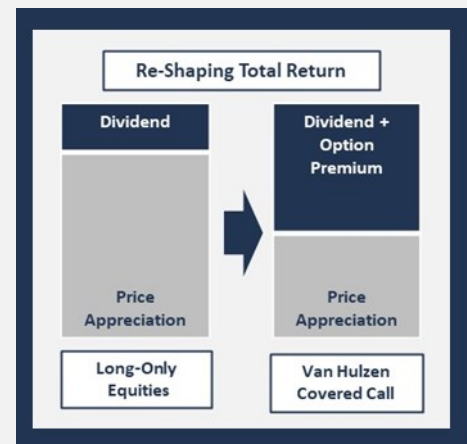 Re-Shaping Total Return
Dividend
Price
Appreciation
Long-Only
Equities
Dividend +
Option
Premium
Price
Appreciation
Van Hulzen
Covered Call